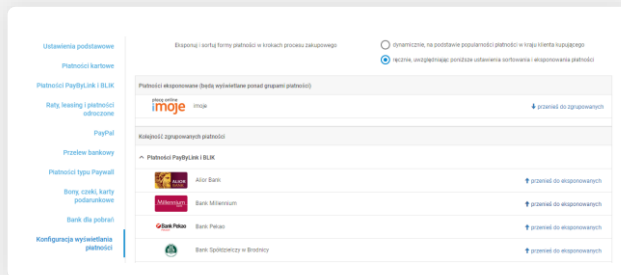 Ustawienia podstawowe
Płatności kartowe
Płatności PayByLink i BLIK
Raty, leasing i płatności
odroczone
PayPal
Przelew bankowy
Płatności typu Paywall
Bony, czeki, karty
podarunkowe
Bank dla pobrań
Konfiguracja wyświetlania
płatności
Eksponuj i sortuj formy płatności w krokach procesu zakupowego
dynamicznie, na podstawie popularności płatności w kraju klienta kupującego
ręcznie, uwzględniając poniższe ustawienia sortowania i eksponowania płatności
Płatności eksponowane (będą wyświetlane ponad grupami płatności)
płacę online
imoje
imoje
przenieś do zgrupowanych
Kolejność zgrupowanych płatności
Płatności PayByLink i BLIK
ALIOR
Alior Bank
przenieś do eksponowanych
Millennium
Bank Millenium
przenieś do eksponowanych
Bank Pekao
Bank Pekao
przenieś do eksponowanych
Bank Spółdzielczy w Brodnicy
przenieś do eksponowanych